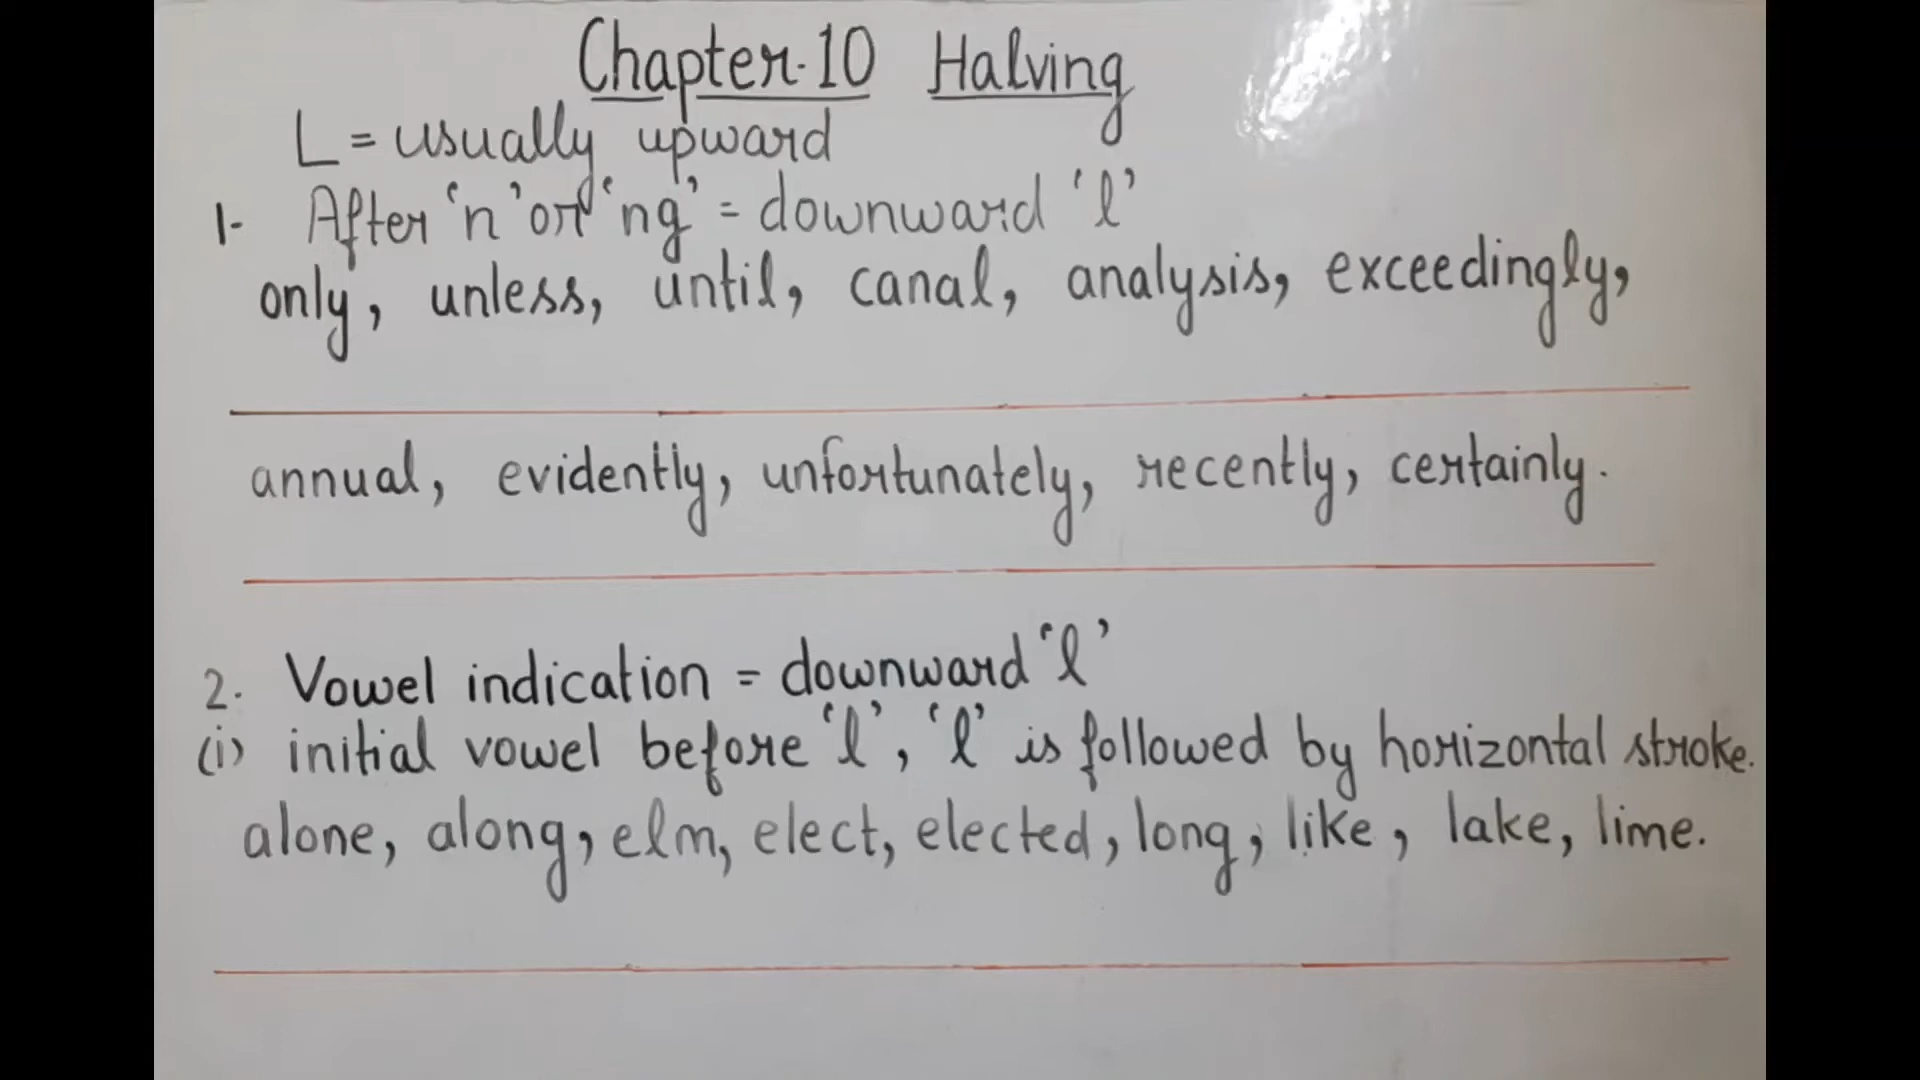 Chapter-10 Halving
L = usually upward
1- After 'n' or 'ng' = downward 'l'
only, unless, until, canal, analysis, exceedingly,
annual, evidently, unfortunately, recently, certainly.
2. Vowel indication = downward 'l'
(i) initial vowel before 'l', 'l' is followed by horizontal stroke.
alone, along, elm, elect, elected, long, like, lake, lime.